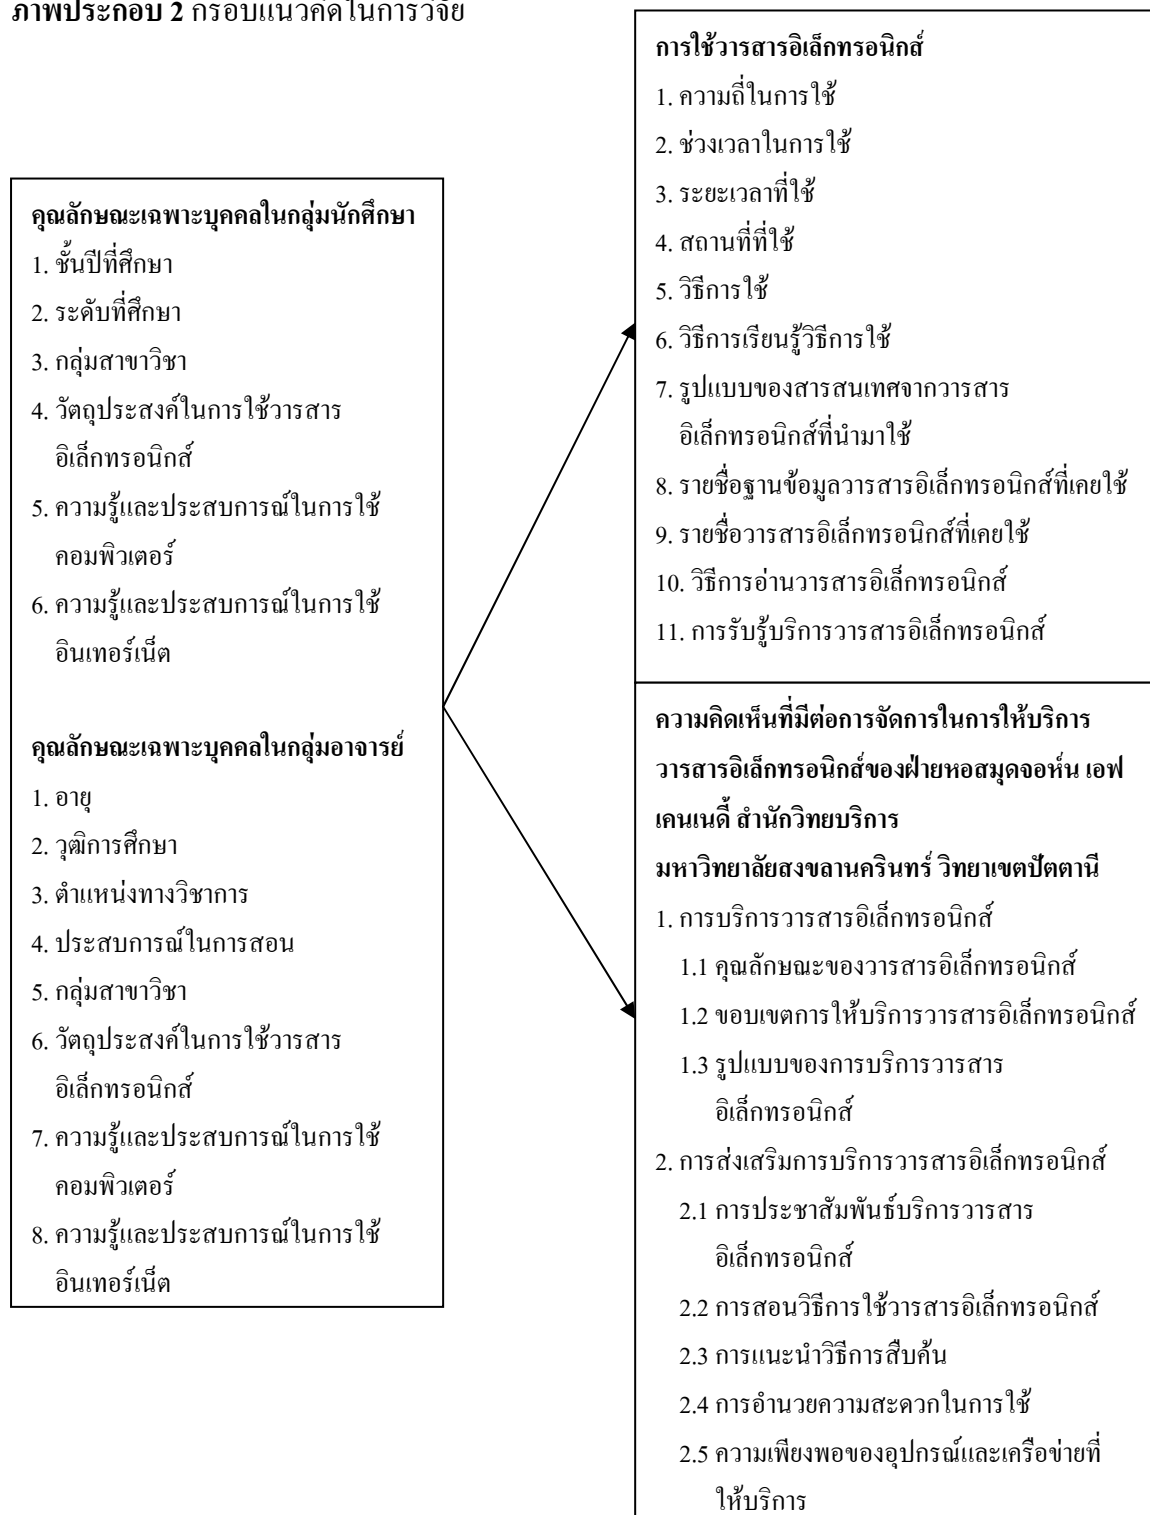 ภาพประกอบ 2 กรอบแนวคิดในการวิจัย
คุณลักษณะเฉพาะบุคคลในกลุ่มนักศึกษา
1. ชั้นปีที่ศึกษา
2. ระดับที่ศึกษา
3. กลุ่มสาขาวิชา
4. วัตถุประสงค์ในการใช้วารสาร
อิเล็กทรอนิกส์
5. ความรู้และประสบการณ์ในการใช้
คอมพิวเตอร์
6. ความรู้และประสบการณ์ในการใช้
อินเทอร์เน็ต
คุณลักษณะเฉพาะบุคคลในกลุ่มอาจารย์
1. อายุ
2. วุฒิการศึกษา
3. ตำแหน่งทางวิชาการ
4. ประสบการณ์ในการสอน
5. กลุ่มสาขาวิชา
6. วัตถุประสงค์ในการใช้วารสาร
อิเล็กทรอนิกส์
7. ความรู้และประสบการณ์ในการใช้
คอมพิวเตอร์
8. ความรู้และประสบการณ์ในการใช้
อินเทอร์เน็ต
การใช้วารสารอิเล็กทรอนิกส์
1. ความถี่ในการใช้
2. ช่วงเวลาในการใช้
3. ระยะเวลาที่ใช้
4. สถานที่ที่ใช้
5. วิธีการใช้
6. วิธีการเรียนรู้วิธีการใช้
7. รูปแบบของสารสนเทศจากวารสาร
อิเล็กทรอนิกส์ที่นำมาใช้
8. รายชื่อฐานข้อมูลวารสารอิเล็กทรอนิกส์ที่เคยใช้
9. รายชื่อวารสารอิเล็กทรอนิกส์ที่เคยใช้
10. วิธีการอ่านวารสารอิเล็กทรอนิกส์
11. การรับรู้บริการวารสารอิเล็กทรอนิกส์
ความคิดเห็นที่มีต่อการจัดการในการให้บริการ
วารสารอิเล็กทรอนิกส์ของฝ่ายหอสมุดจอห์น เอฟ
เคนเนดี้ สำนักวิทยบริการ
มหาวิทยาลัยสงขลานครินทร์ วิทยาเขตปัตตานี
1. การบริการวารสารอิเล็กทรอนิกส์
1.1 คุณลักษณะของวารสารอิเล็กทรอนิกส์
1.2 ขอบเขตการให้บริการวารสารอิเล็กทรอนิกส์
1.3 รูปแบบของการบริการวารสาร
อิเล็กทรอนิกส์
2. การส่งเสริมการบริการวารสารอิเล็กทรอนิกส์
2.1 การประชาสัมพันธ์บริการวารสาร
อิเล็กทรอนิกส์
2.2 การสอนวิธีการใช้วารสารอิเล็กทรอนิกส์
2.3 การแนะนำวิธีการสืบค้น
2.4 การอำนวยความสะดวกในการใช้
2.5 ความเพียงพอของอุปกรณ์และเครือข่ายที่
ให้บริการ